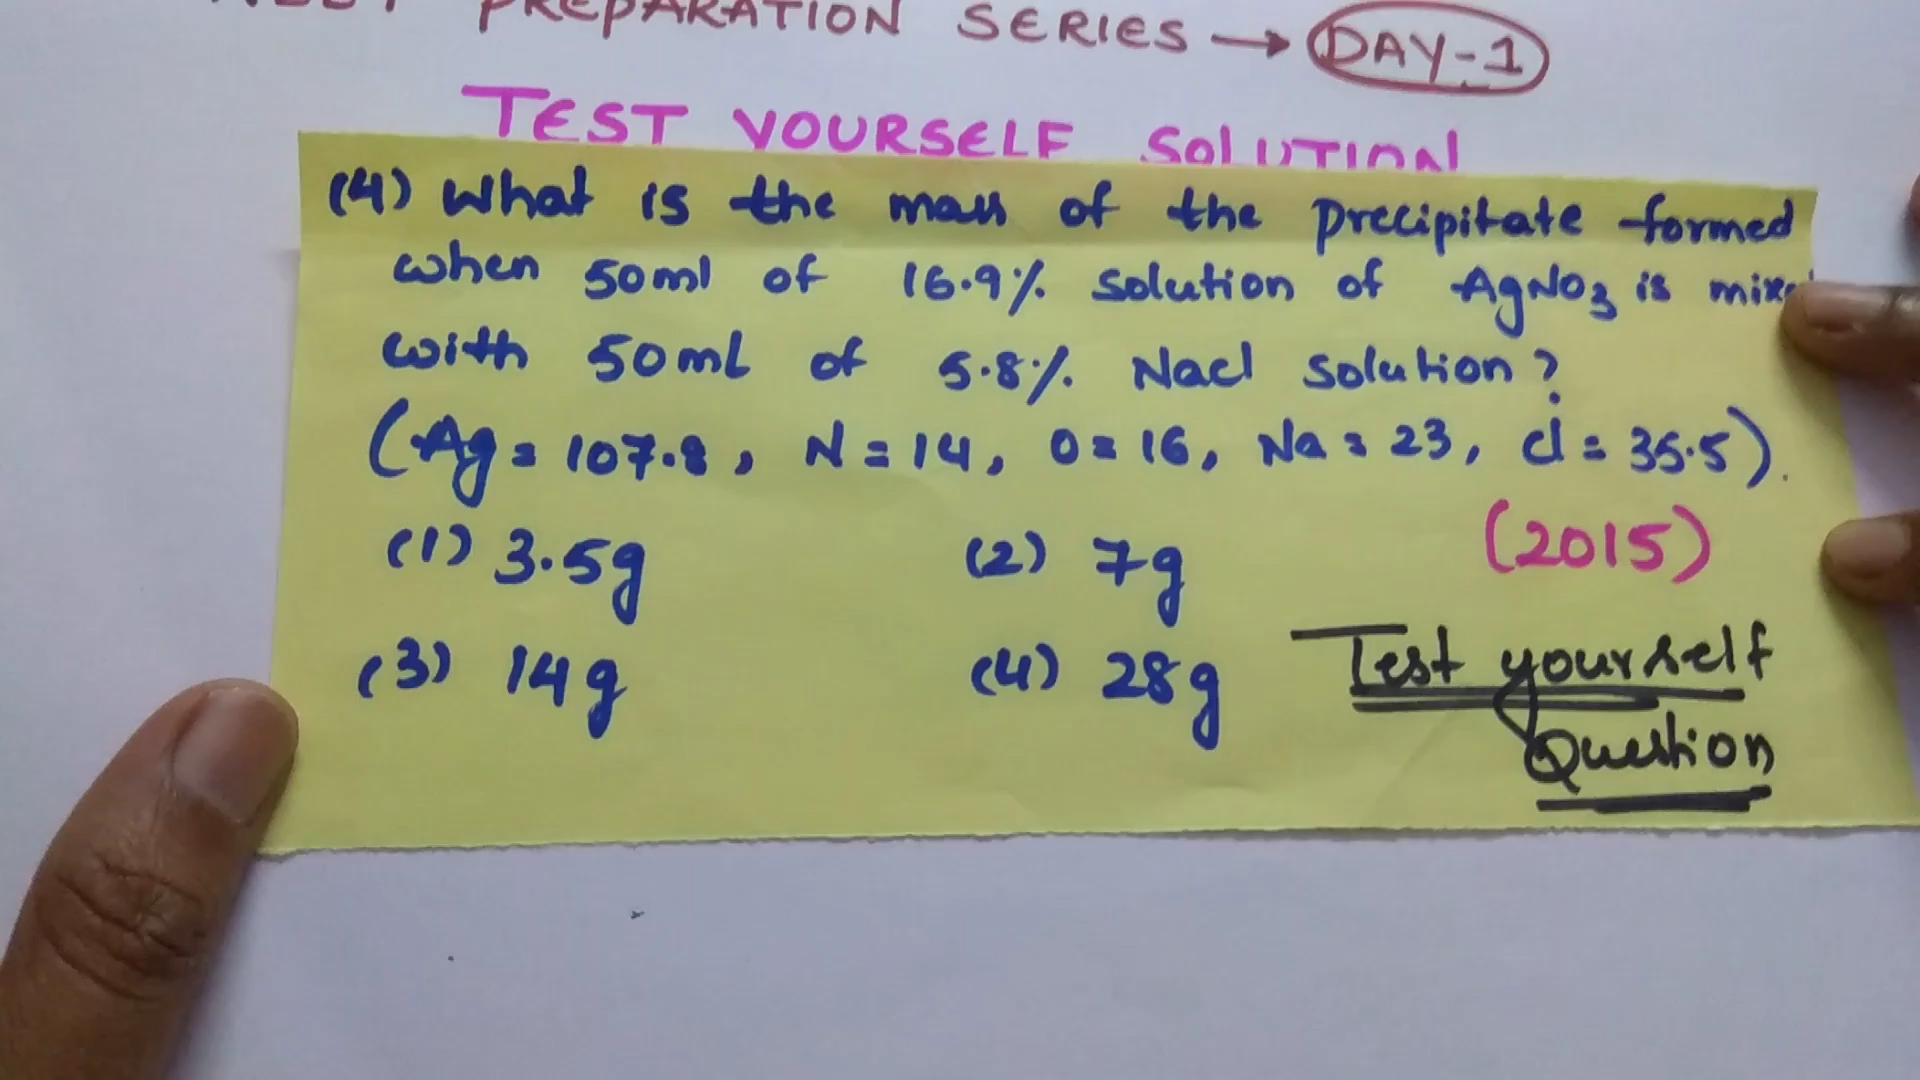 PREPARATION SERIES → DAY-1
TEST YOURSELF SOLUTION
(4) What is the mass of the precipitate formed
when 50ml of 16.9% solution of AgNO3 is
with 50mL of 5.8% Nacl solution?
(Ag = 107.8, N = 14, O = 16, Na = 23, Cl = 35.5).
(1) 3.5g (2) 7g (2015)
(3) 14g (4) 28g Test yourself
Question